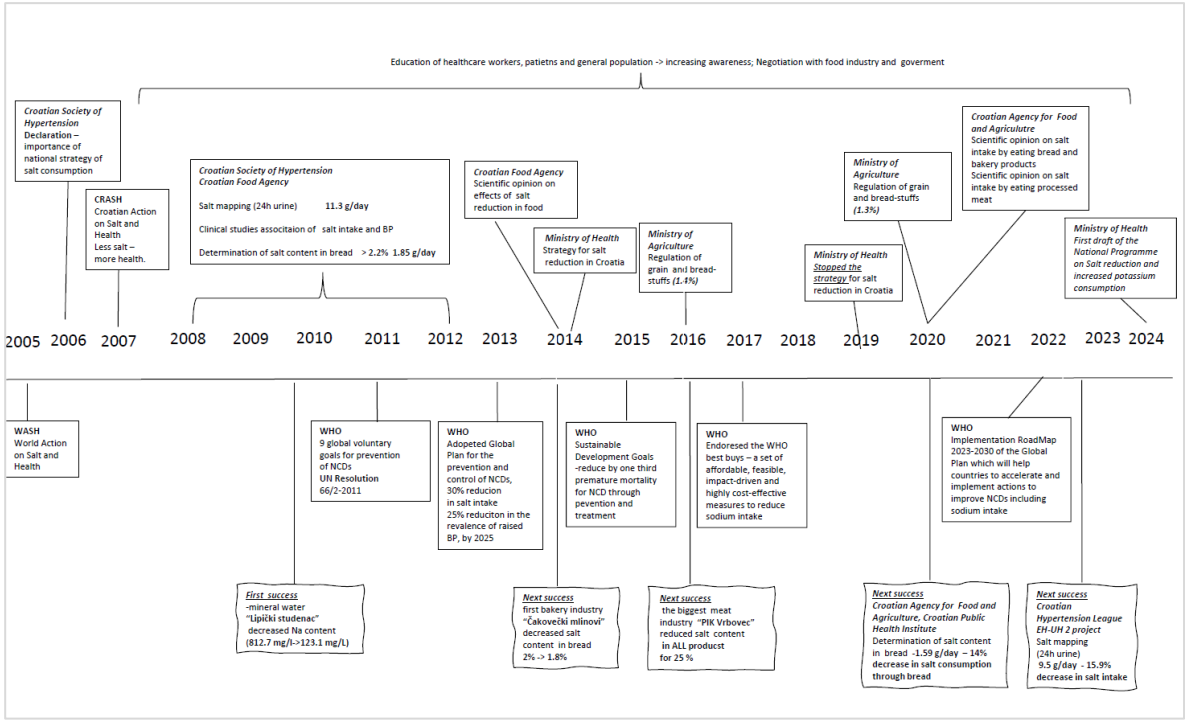 Education of healthcare workers, patietns and general population -> increasing awareness; Negotiation with food industry and goverment
Croatian Society of
Hypertension
Declaration –
importance of
national strategy of
salt consumption
CRASH
Croatian Action
on Salt and
Health
Less salt –
more health.
Croatian Society of Hypertension
Croatian Food Agency
Salt mapping (24h urine) 11.3 g/day
Clinical studies associtaion of salt intake and BP
Determination of salt content in bread > 2.2% 1.85 g/day
Croatian Food Agency
Scientific opinion on
effects of salt
reduction in food
Ministry of Health
Strategy for salt
reduction in Croatia
Ministry of
Agriculture
Regulation of
grain and bread-
stuffs (1.4%)
Ministry of Health
Stopped the
strategy for salt
reduction in Croatia
Ministry of
Agriculture
Regulation of grain
and bread-stuffs
(1.3%)
Croatian Agency for Food
and Agriculutre
Scientific opinion on salt
intake by eating bread and
bakery products
Scientific opinion on salt
intake by eating processed
meat
Ministry of Health
First draft of the
National Programme
on Salt reduction and
increased potassium
consumption
2005 2006 2007 2008 2009 2010 2011 2012 2013 2014 2015 2016 2017 2018 2019 2020 2021 2022 2023 2024
WASH
World Action
on Salt and
Health
WHO
9 global voluntary
goals for prevention
of NCDs
UN Resolution
66/2-2011
WHO
Adopeted Global
Plan for the
prevention and
control of NCDs,
30% reducion
in salt intake
25% reduciton in the
revalence of raised
BP, by 2025
WHO
Sustainable
Development Goals
-reduce by one third
premature mortality
for NCD through
pevention and
treatment
WHO
Endoresed the WHO
best buys – a set of
affordable, feasible,
impact-driven and
highly cost-effective
measures to reduce
sodium intake
WHO
Implementation RoadMap
2023-2030 of the Global
Plan which will help
countries to accelerate and
implement actions to
improve NCDs including
sodium intake
First success
-mineral water
"Lipički studenac"
decreased Na content
(812.7 mg/l->123.1 mg/L)
Next success
first bakery industry
"Čakovečki mlinovi"
decreased salt
content in bread
2% -> 1.8%
Next success
the biggest meat
industry "PIK Vrbovec"
reduced salt content
in ALL producst
for 25 %
Next success
Croatian Agency for Food and
Agriculture, Croatian Public
Health Institute
Determination of salt content
in bread -1.59 g/day – 14%
decrease in salt consumption
through bread
Next success
Croatian
Hypertension League
EH-UH 2 project
Salt mapping
(24h urine)
9.5 g/day - 15.9%
decrease in salt intake